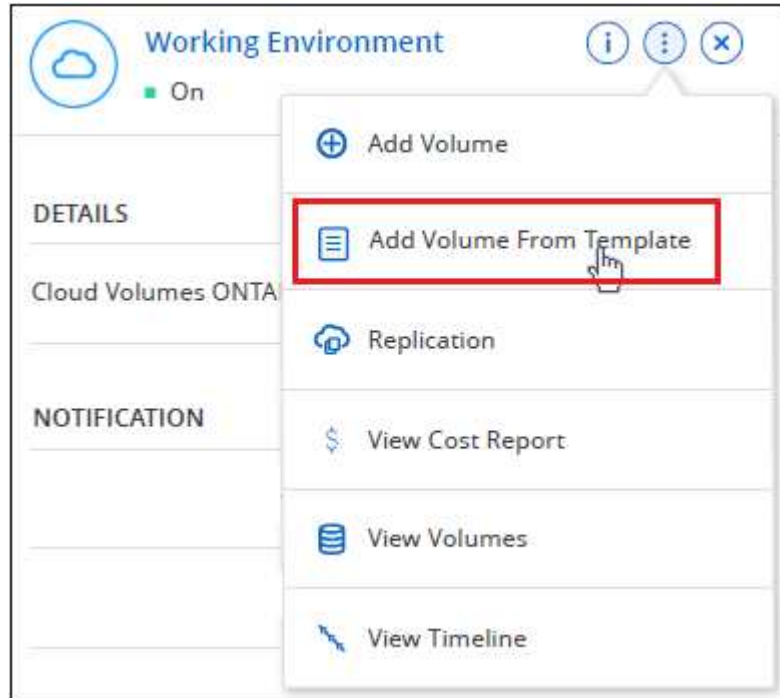 Working Environment
On
Add Volume
DETAILS
Add Volume From Template
Cloud Volumes ONTA
Replication
NOTIFICATION
$ View Cost Report
View Volumes
View Timeline